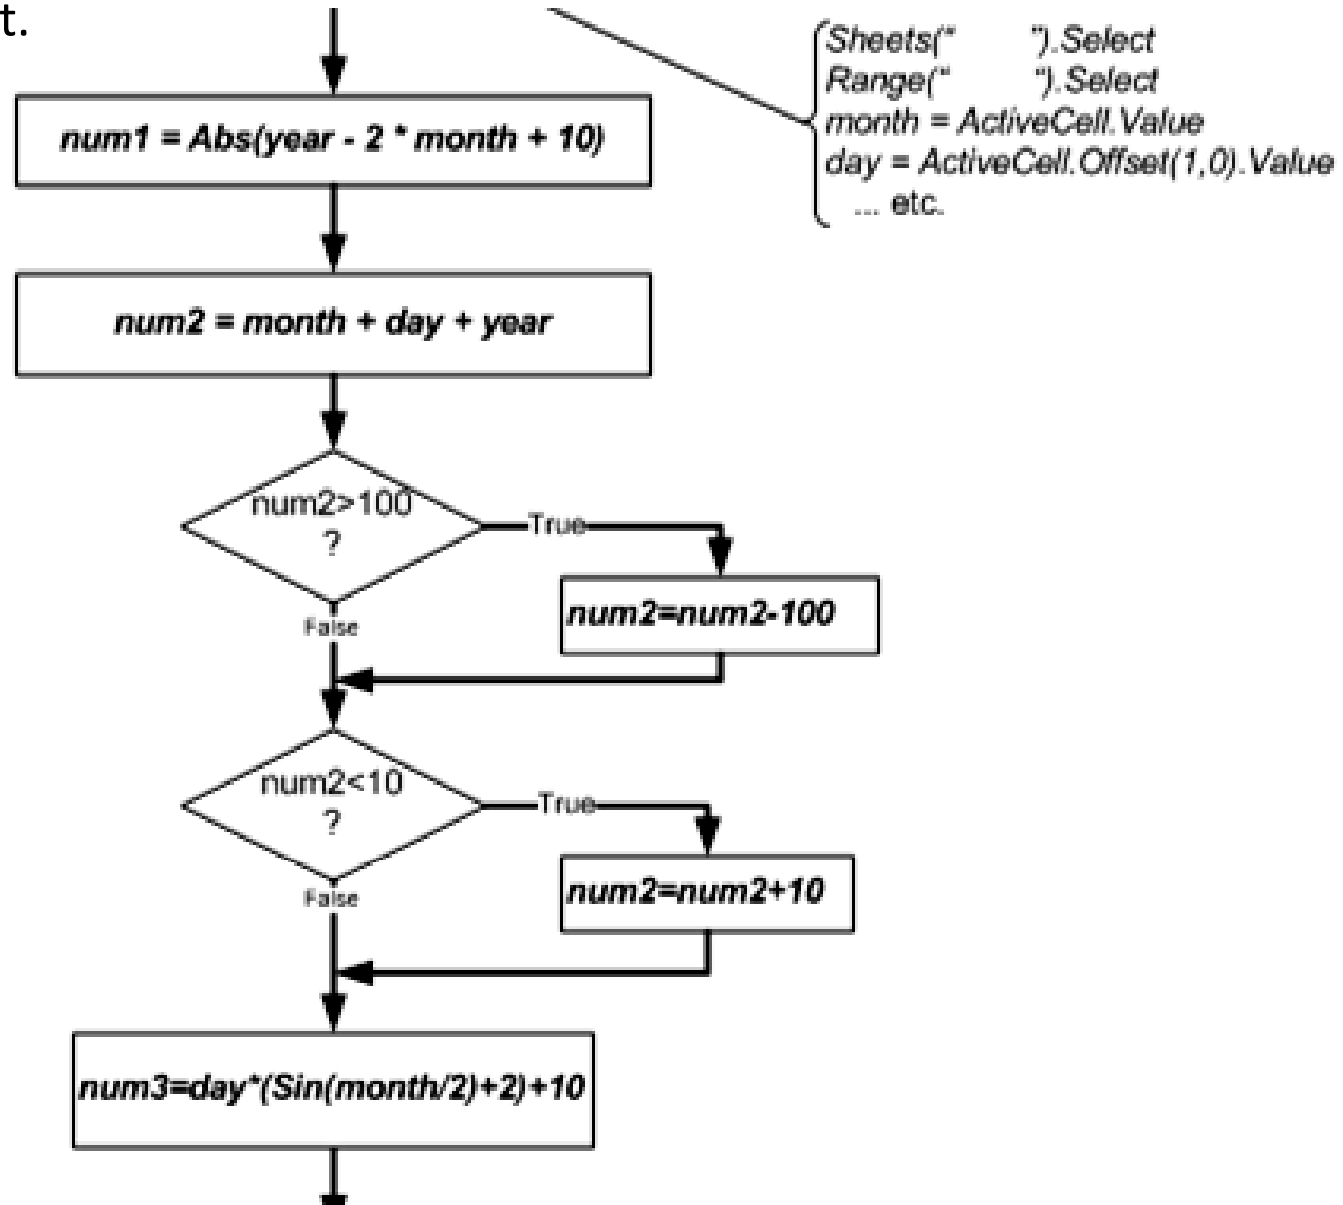 t.
Sheets("         ").Select
Range("         ").Select
month = ActiveCell.Value
day = ActiveCell.Offset(1,0).Value
... etc.
num1 = Abs(year - 2 * month + 10)
num2 = month + day + year
num2>100
?
True
False
num2=num2-100
num2<10
?
True
False
num2=num2+10
num3=day*(Sin(month/2)+2)+10